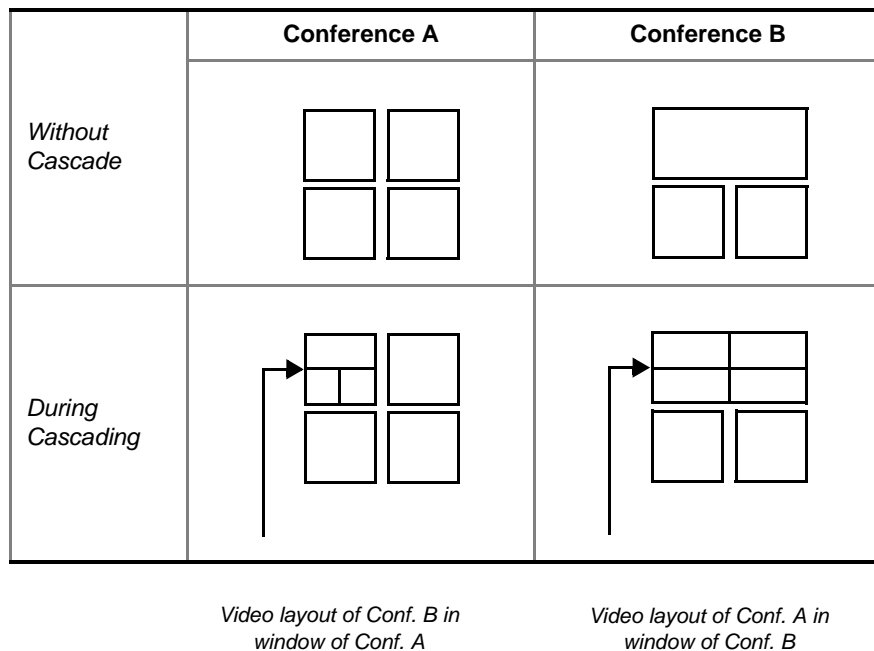 Conference A
Conference B
Without
Cascade
During
Cascading
Video layout of Conf. B in
window of Conf. A
Video layout of Conf. A in
window of Conf. B